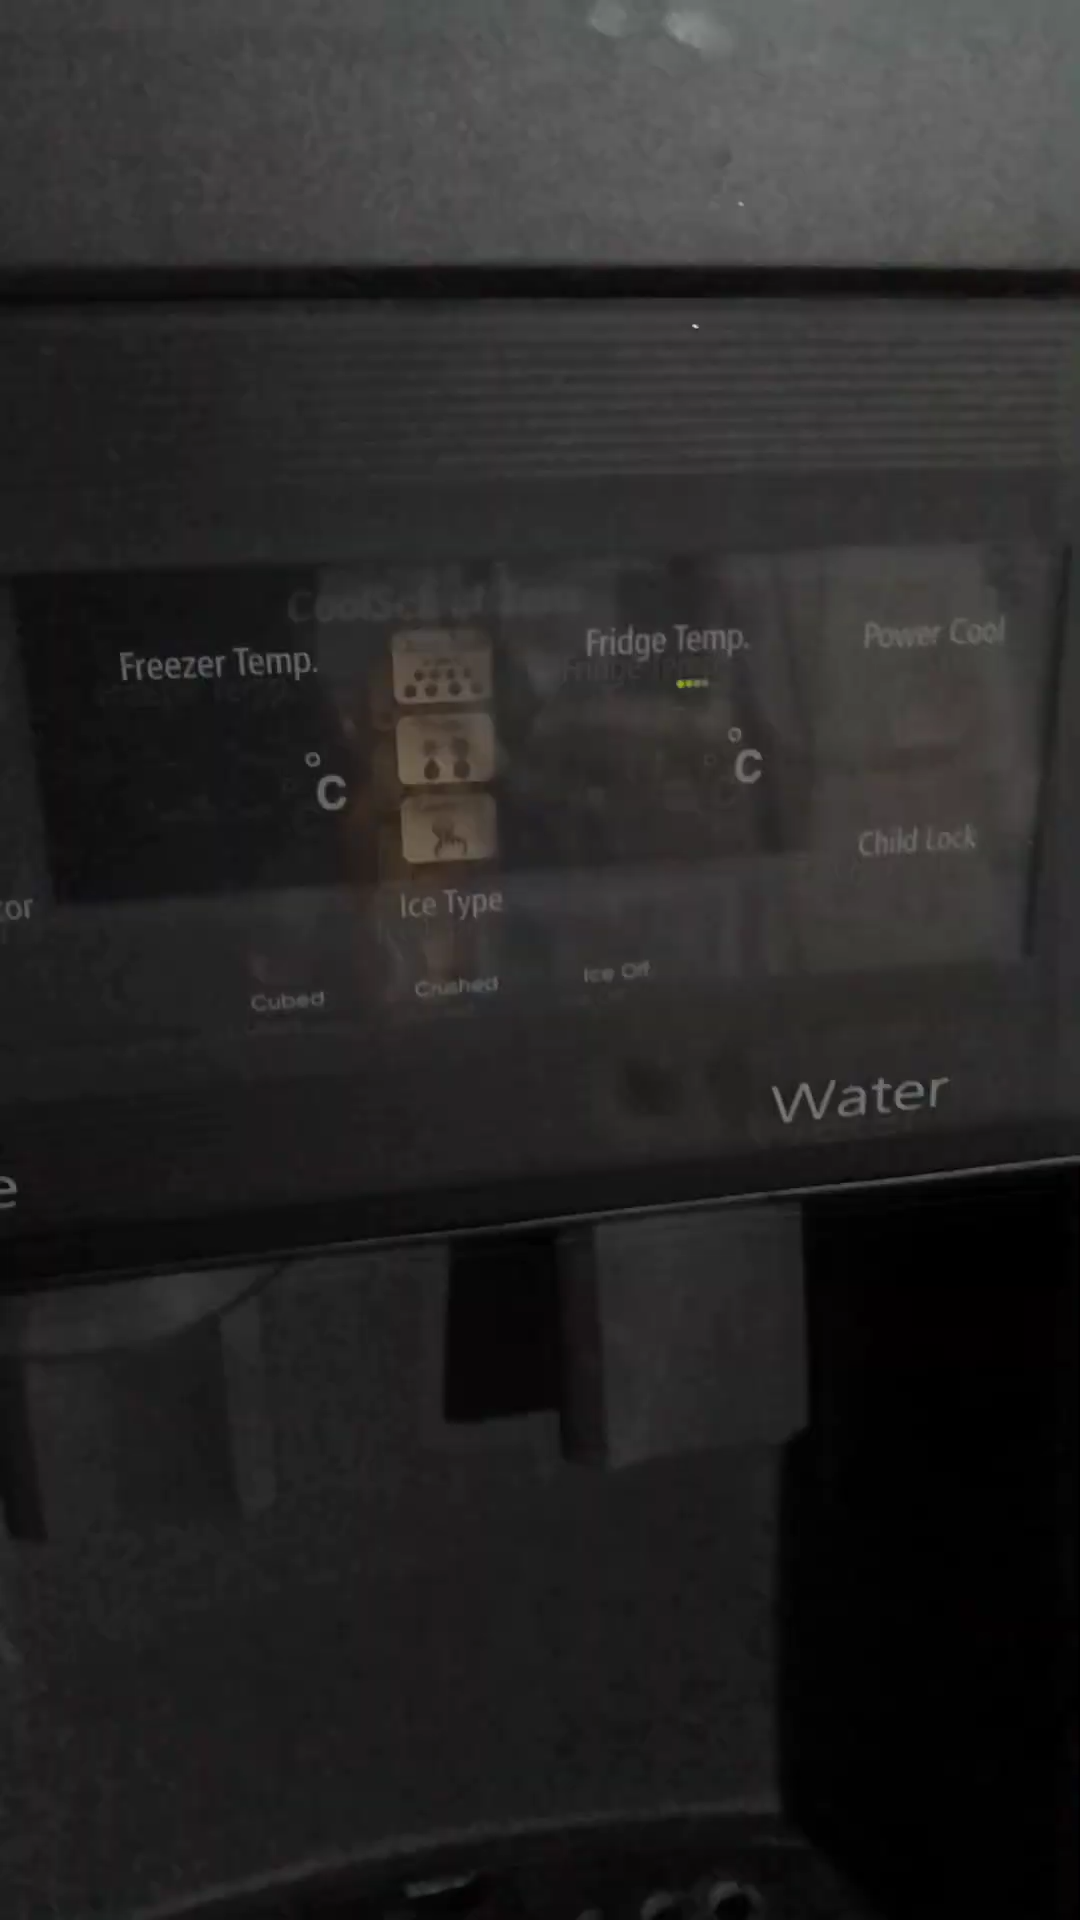 Freezer Temp.
Fridge Temp.
Power Cool
°C
°C
Child Lock
Ice Type
Cubed
Crushed
Ice Off
Water